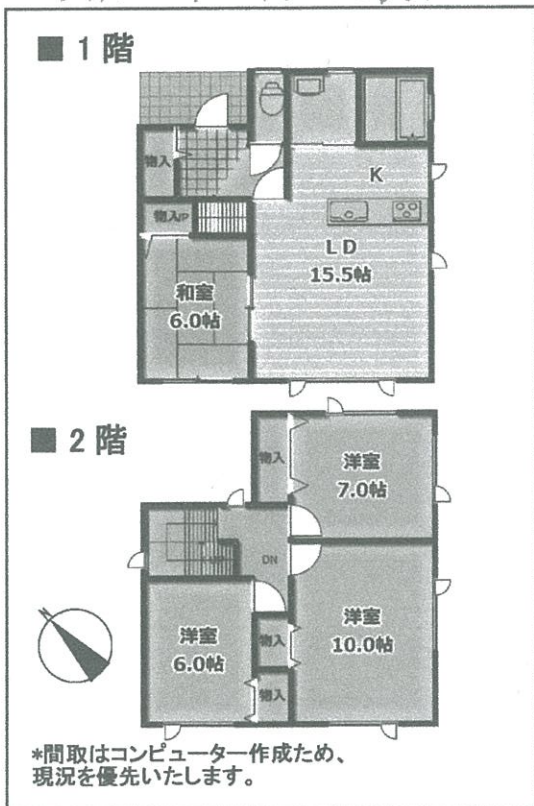 ■ 1 階
物入
K
物入UP
LD
15.5帖
和室
6.0帖
■ 2 階
物入
洋室
7.0帖
DN
洋室
6.0帖
物入
洋室
10.0帖
物入
N
*間取はコンピューター作成ため、
現況を優先いたします。